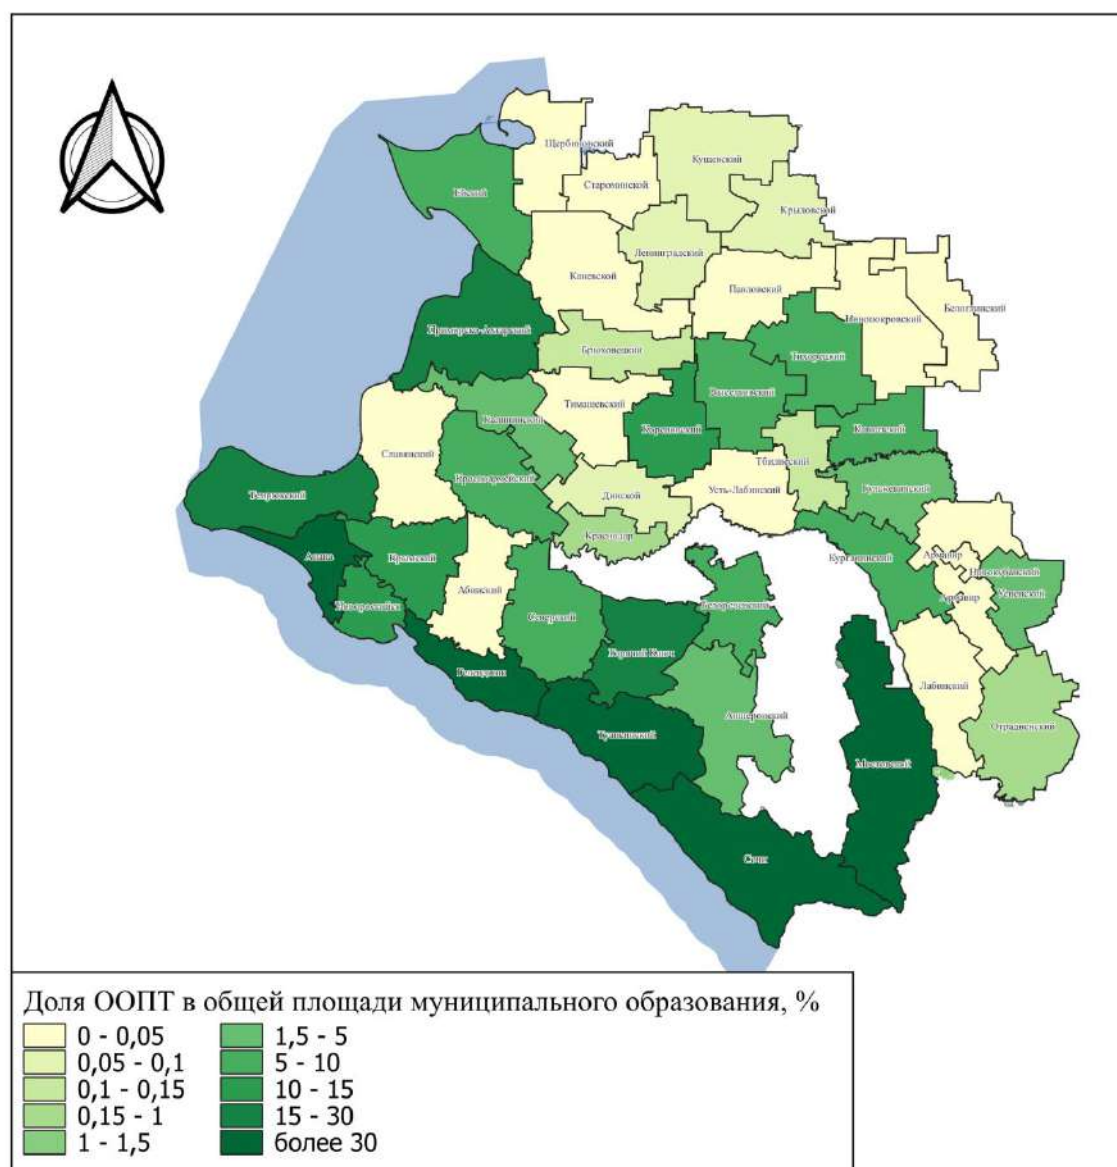 Щербиновский
Староминской
Кущевский
Ейский
Крыловской
Ленинградский
Каневской
Павловский
Новопокровский
Белоглинский
Приморско-Ахтарский
Брюховецкий
Тихорецкий
Тимашевский
Выселковский
Калининский
Кореновский
Кавказский
Славянский
Тбилисский
Красноармейский
Темрюкский
Динской
Усть-Лабинский
Гулькевичский
Краснодар
Анапа
Крымский
Курганинский
Армавир
Новокубанский
Абинский
Успенский
Армавир
Новороссийск
Северский
Белореченский
Горячий Ключ
Геленджик
Лабинский
Апшеронский
Отрадненский
Туапсинский
Мостовский
Сочи
Доля ООПТ в общей площади муниципального образования, %
0 - 0,05
0,05 - 0,1
0,1 - 0,15
0,15 - 1
1 - 1,5
1,5 - 5
5 - 10
10 - 15
15 - 30
более 30